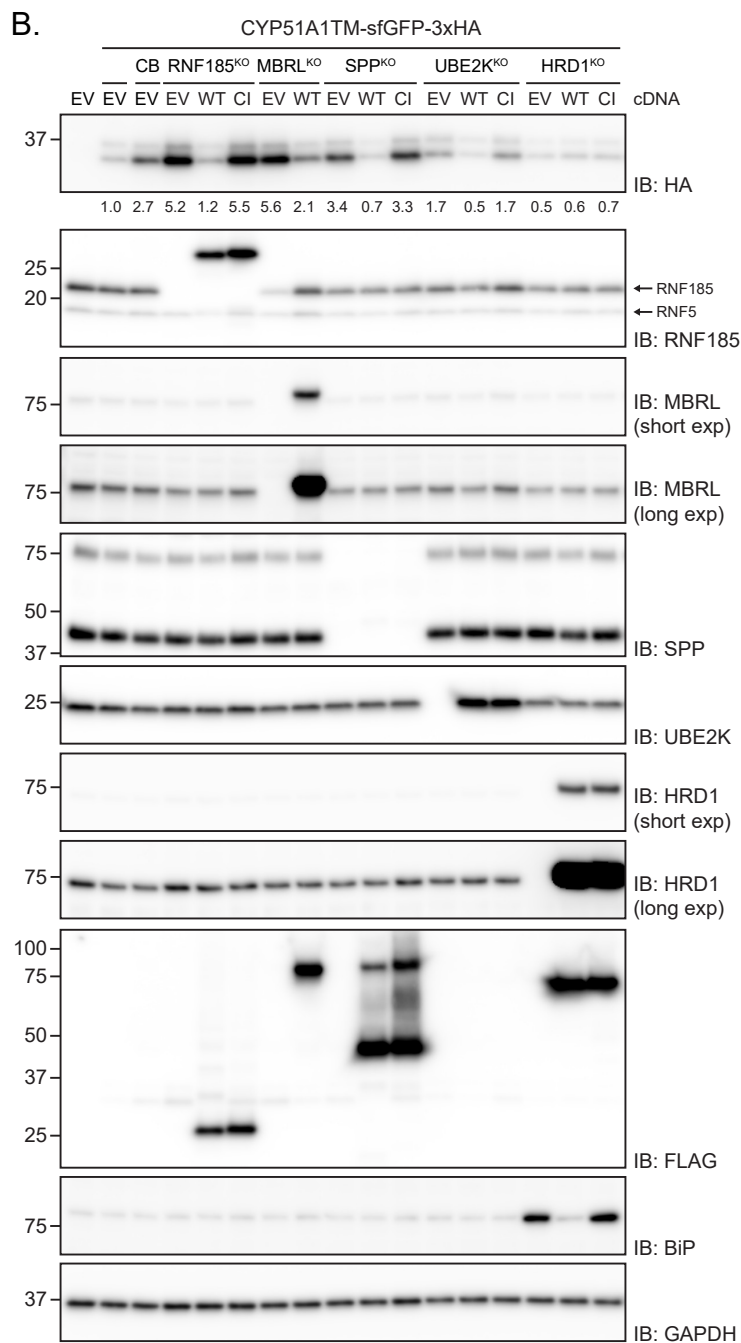 B.
CYP51A1TM-sfGFP-3xHA
CB RNF185KO MBRLKO SPPKO UBE2KKO HRD1KO
EV EV EV EV WT CI EV WT EV WT CI EV WT CI EV WT CI cDNA
37
IB: HA
1.0 2.7 5.2 1.2 5.5 5.6 2.1 3.4 0.7 3.3 1.7 0.5 1.7 0.5 0.6 0.7
25
20
← RNF185
← RNF5
IB: RNF185
75
IB: MBRL
(short exp)
75
IB: MBRL
(long exp)
75
50
37
IB: SPP
25
IB: UBE2K
75
IB: HRD1
(short exp)
75
IB: HRD1
(long exp)
100
75
50
37
25
IB: FLAG
75
IB: BiP
37
IB: GAPDH